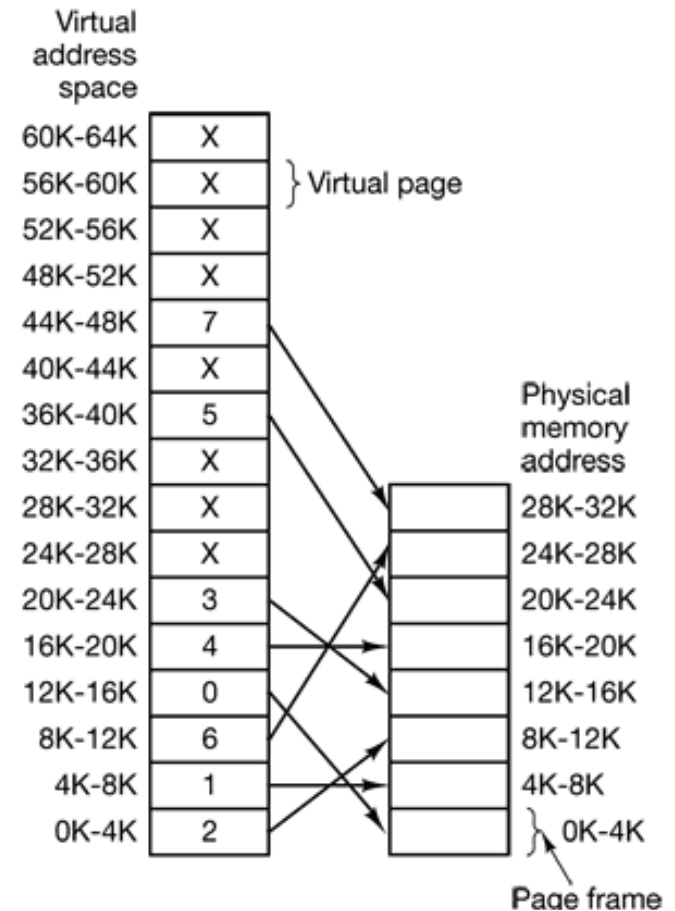 Virtual
address
space
60K-64K X
56K-60K X Virtual page
52K-56K X
48K-52K X
44K-48K 7
40K-44K X
36K-40K 5
32K-36K X
28K-32K X
24K-28K X
20K-24K 3
16K-20K 4
12K-16K 0
8K-12K 6
4K-8K 1
0K-4K 2
Physical
memory
address
28K-32K
24K-28K
20K-24K
16K-20K
12K-16K
8K-12K
4K-8K
0K-4K
Page frame